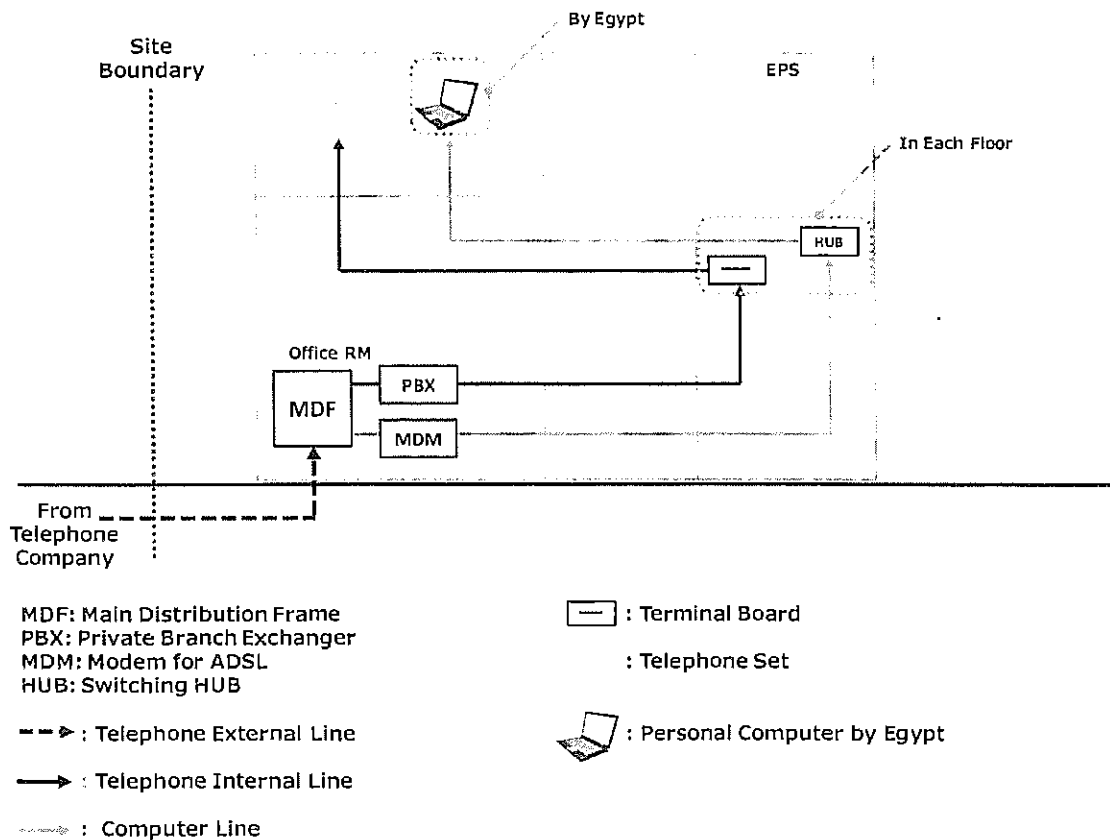 By Egypt
Site
Boundary
EPS
In Each Floor
HUB
Office RM
MDF
PBX
MDM
From
Telephone
Company
MDF: Main Distribution Frame
PBX: Private Branch Exchanger
MDM: Modem for ADSL
HUB: Switching HUB
: Telephone External Line
: Telephone Internal Line
: Computer Line
: Terminal Board
: Telephone Set
: Personal Computer by Egypt